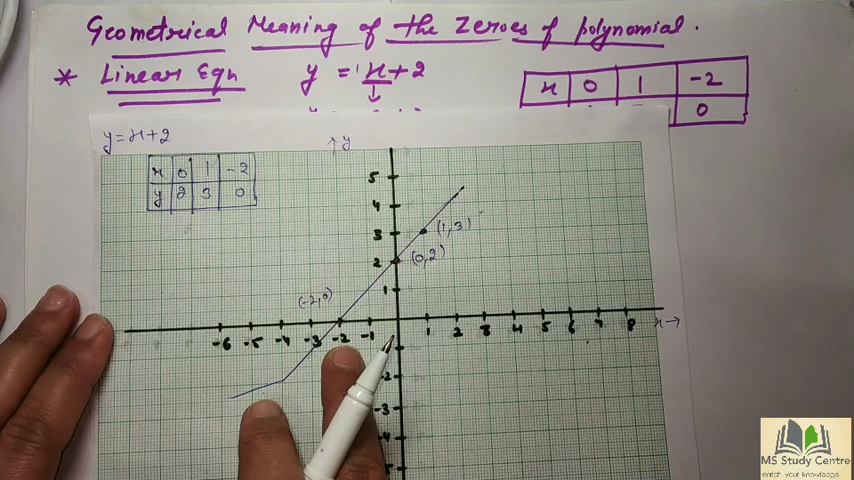 Geometrical Meaning of the Zeroes of polynomial.
* Linear Eqn y = x+2
x 0 1 -2
0
y=x+2
x 0 1 -2
y 2 3 0
↑y
5
4
3
2
1
(1,3)
(0,2)
(-2,0)
-6 -5 -4 -3 -2 -1 1 2 3 4 5 6 7 8 x→
-2
-3
-4
-5
MS Study Centre
enrich your knowledge